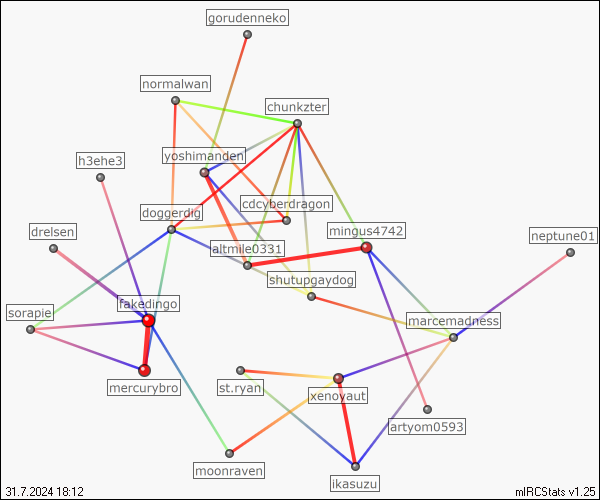 gorudenneko
normalwan
chunkzter
yoshimanden
h3ehe3
cdcyberdragon
doggerdig
drelsen
mingus4742
neptune01
altmile0331
shutupgaydog
fakedingo
sorapie
marcemadness
mercurybro
st.ryan
xenoyaut
artyom0593
moonraven
ikasuzu
31.7.2024 18:12
mIRCStats v1.25